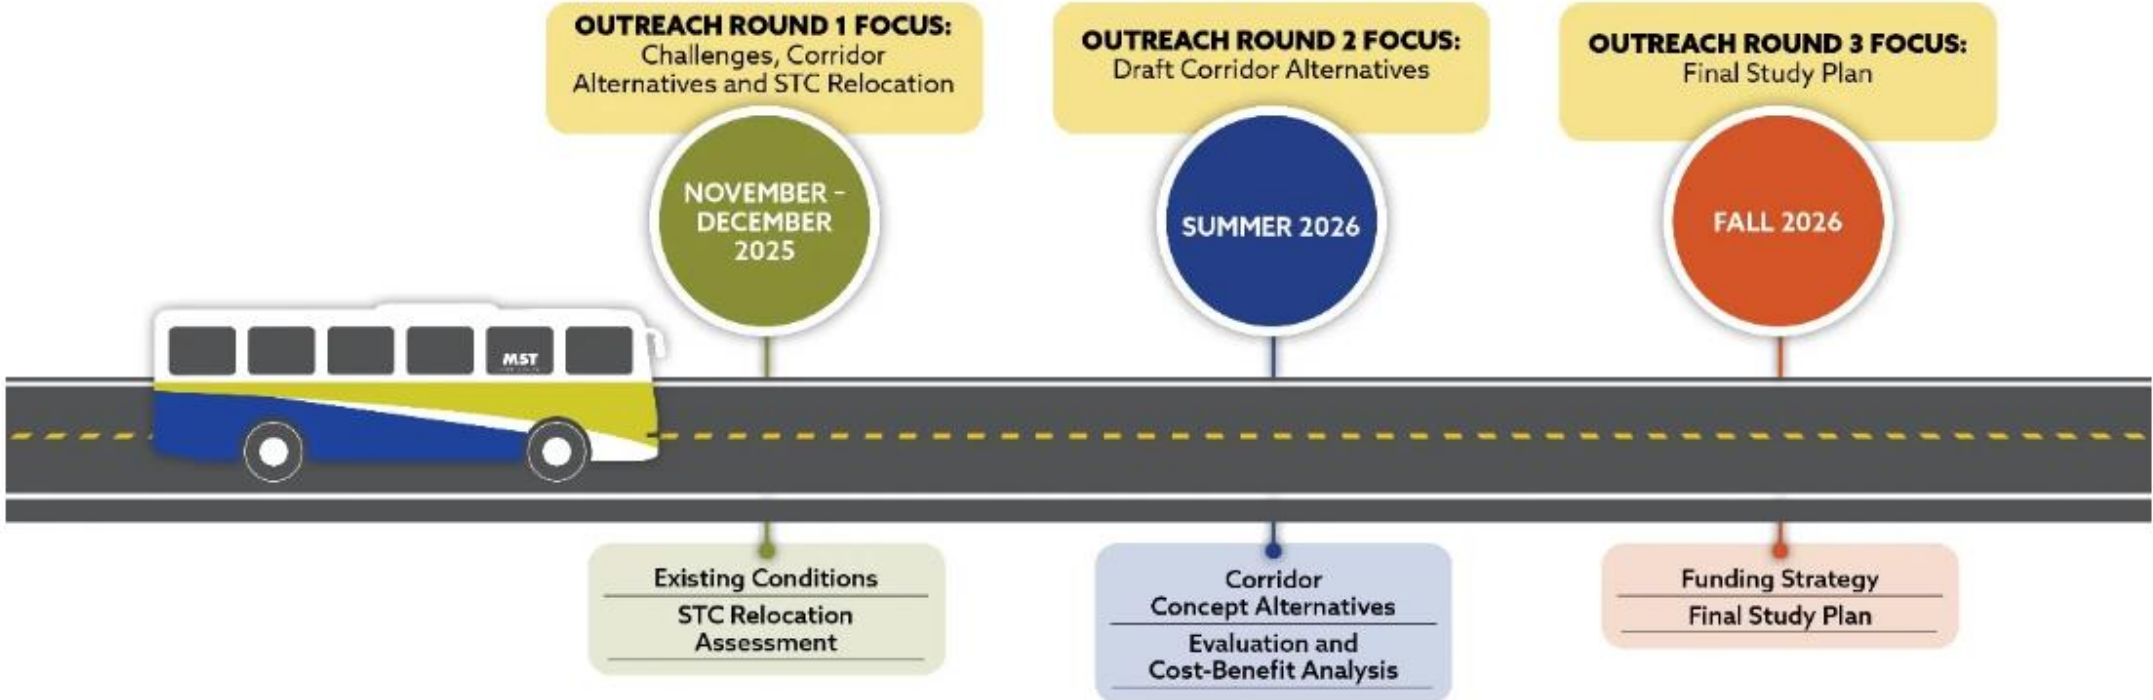 OUTREACH ROUND 1 FOCUS:
Challenges, Corridor
Alternatives and STC Relocation
OUTREACH ROUND 2 FOCUS:
Draft Corridor Alternatives
OUTREACH ROUND 3 FOCUS:
Final Study Plan
NOVEMBER –
DECEMBER
2025
SUMMER 2026
FALL 2026
MST
Existing Conditions
STC Relocation
Assessment
Corridor
Concept Alternatives
Evaluation and
Cost-Benefit Analysis
Funding Strategy
Final Study Plan